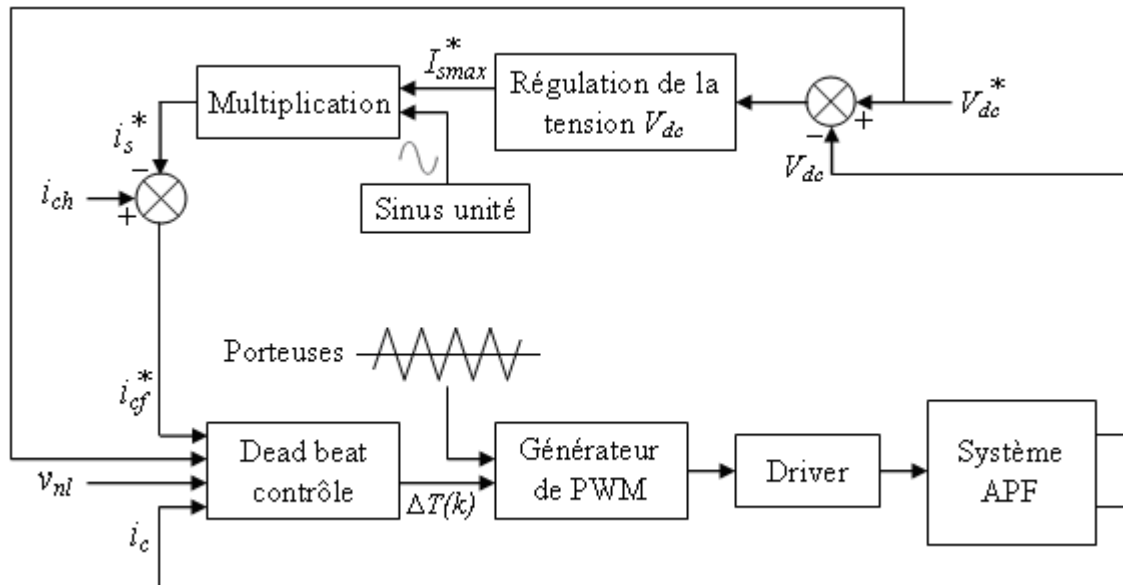 I*smax
Multiplication
Régulation de la
tension Vdc
V*dc
+
−
Vdc
i*s
−
ich
+
Sinus unité
Porteuses
i*cf
Dead beat
contrôle
vnl
ic
ΔT(k)
Générateur
de PWM
Driver
Système
APF